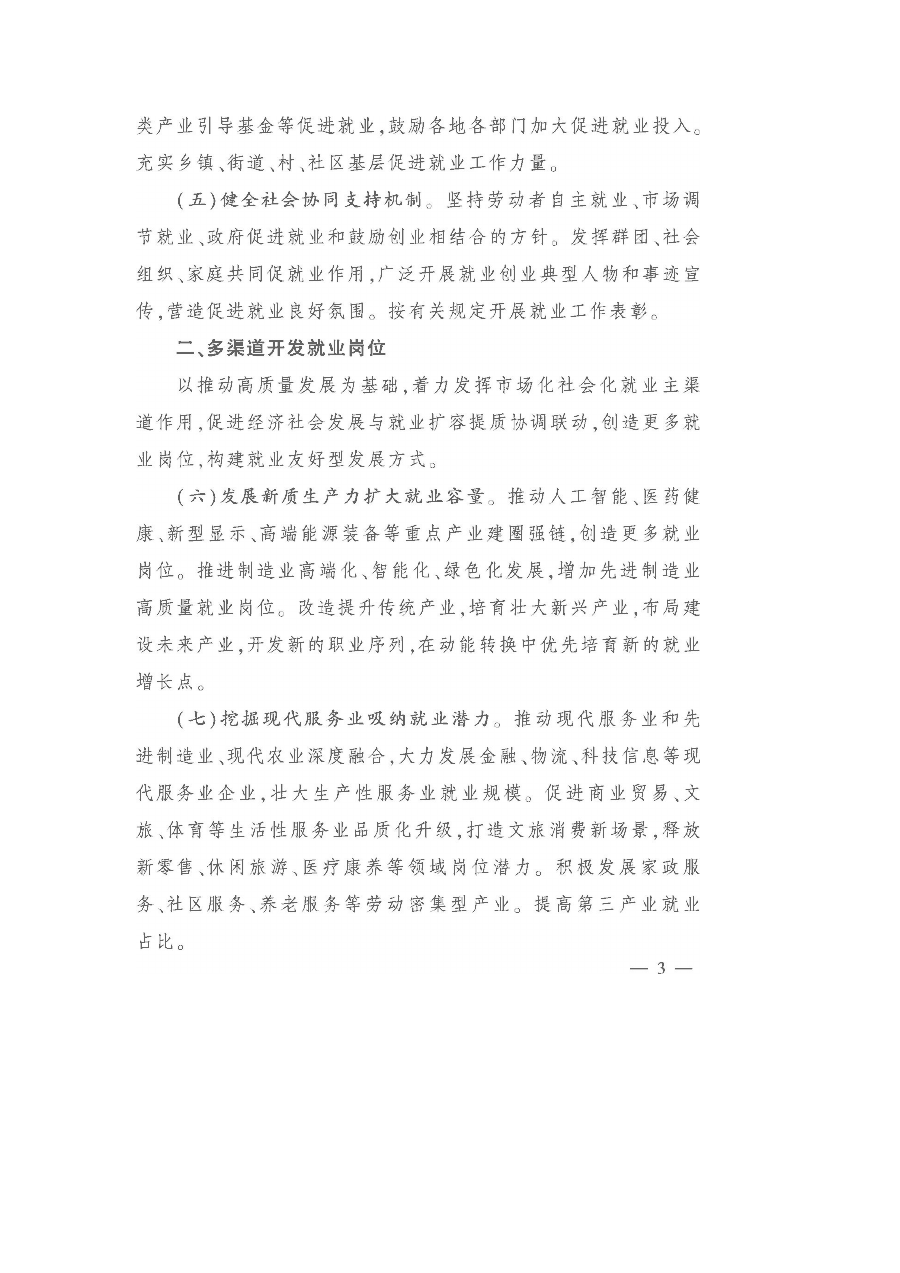 类产业引导基金等促进就业,鼓励各地各部门加大促进就业投入。
充实乡镇、街道、村、社区基层促进就业工作力量。
(五)健全社会协同支持机制。坚持劳动者自主就业、市场调
节就业、政府促进就业和鼓励创业相结合的方针。发挥群团、社会
组织、家庭共同促就业作用,广泛开展就业创业典型人物和事迹宣
传,营造促进就业良好氛围。按有关规定开展就业工作表彰。
二、多渠道开发就业岗位
以推动高质量发展为基础,着力发挥市场化社会化就业主渠
道作用,促进经济社会发展与就业扩容提质协调联动,创造更多就
业岗位,构建就业友好型发展方式。
(六)发展新质生产力扩大就业容量。推动人工智能、医药健
康、新型显示、高端能源装备等重点产业建圈强链,创造更多就业
岗位。推进制造业高端化、智能化、绿色化发展,增加先进制造业
高质量就业岗位。改造提升传统产业,培育壮大新兴产业,布局建
设未来产业,开发新的职业序列,在动能转换中优先培育新的就业
增长点。
(七)挖掘现代服务业吸纳就业潜力。推动现代服务业和先
进制造业、现代农业深度融合,大力发展金融、物流、科技信息等现
代服务业企业,壮大生产性服务业就业规模。促进商业贸易、文
旅、体育等生活性服务业品质化升级,打造文旅消费新场景,释放
新零售、休闲旅游、医疗康养等领域岗位潜力。积极发展家政服
务、社区服务、养老服务等劳动密集型产业。提高第三产业就业
占比。
— 3 —